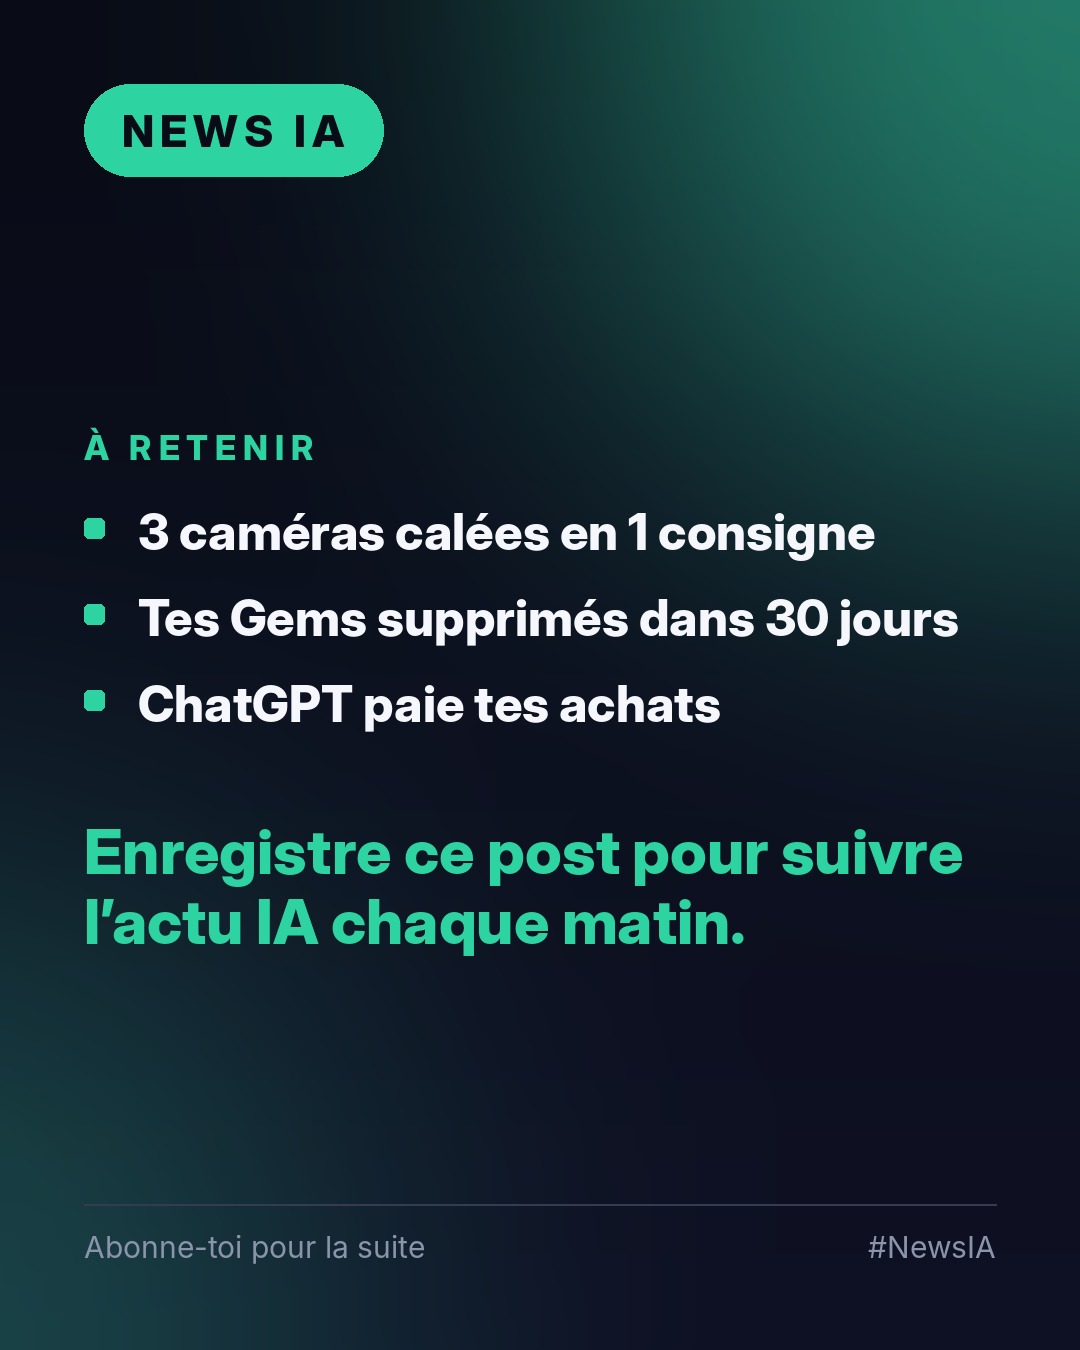 NEWS IA
À RETENIR
3 caméras calées en 1 consigne
Tes Gems supprimés dans 30 jours
ChatGPT paie tes achats
Enregistre ce post pour suivre
l’actu IA chaque matin.
Abonne-toi pour la suite
#NewsIA